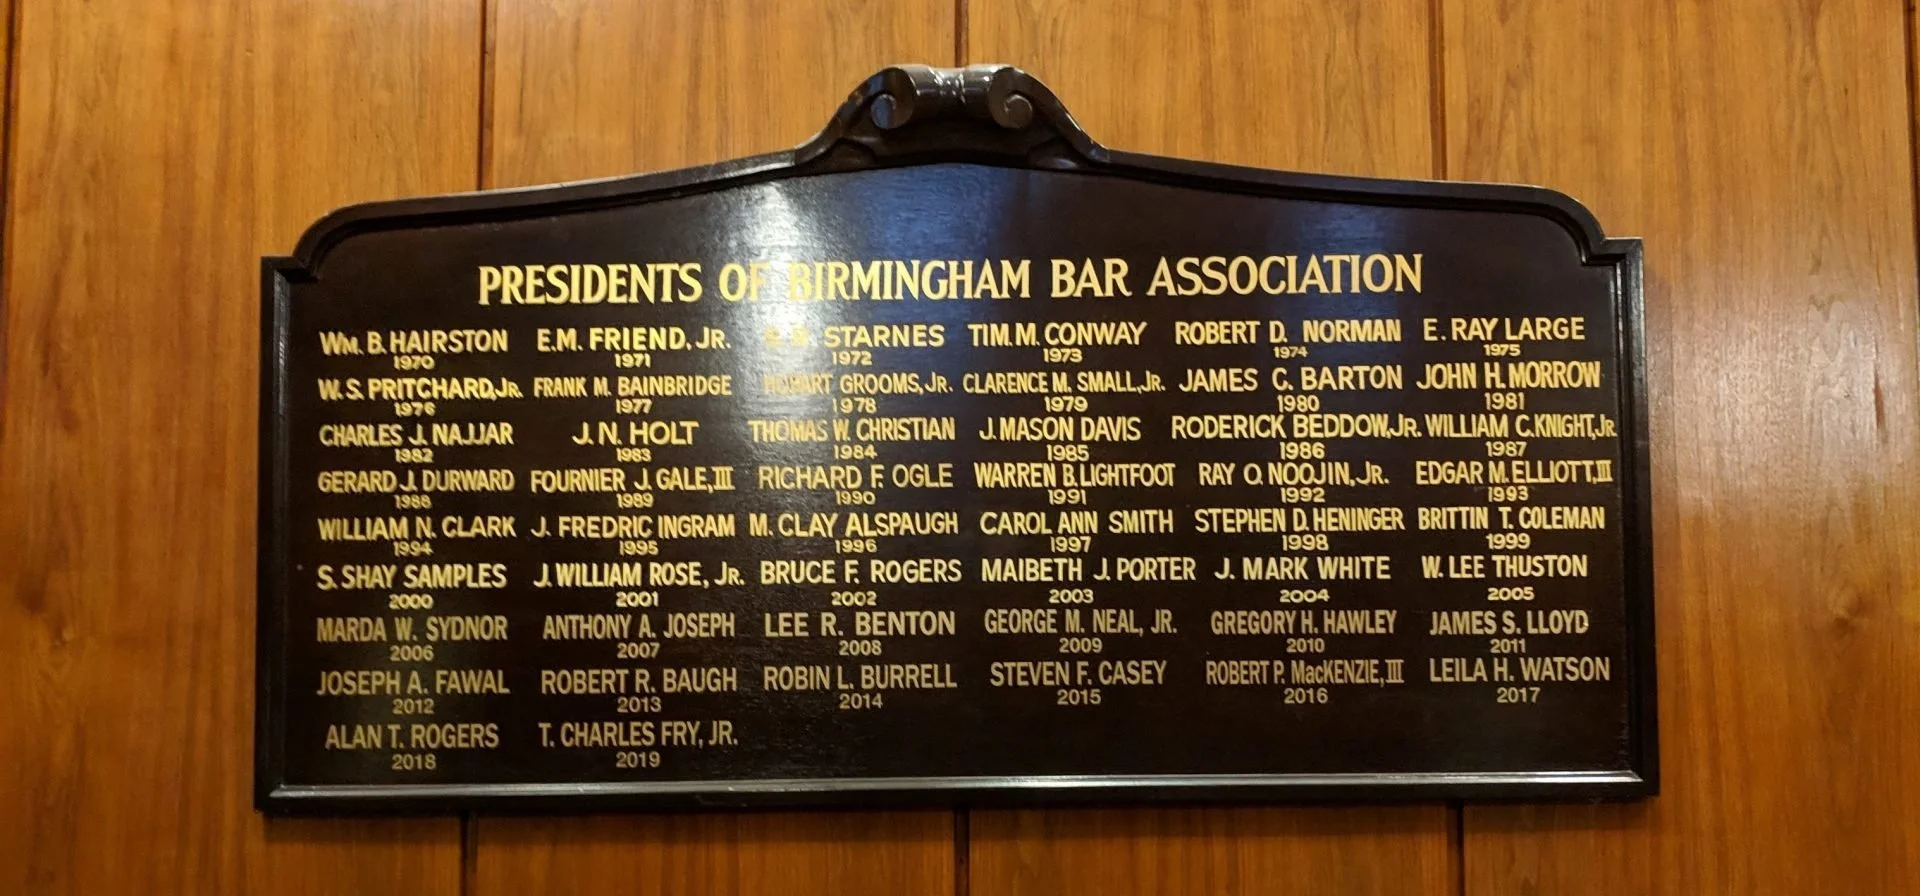 PRESIDENTS OF BIRMINGHAM BAR ASSOCIATION
WM. B. HAIRSTON E.M. FRIEND, JR. STARNES TIM. M. CONWAY ROBERT D. NORMAN E. RAY LARGE
1970 1971 1972 1973 1974 1975
W. S. PRITCHARD, JR. FRANK M. BAINBRIDGE HOBART GROOMS, JR. CLARENCE M. SMALL, JR. JAMES C. BARTON JOHN H. MORROW
1976 1977 1978 1979 1980 1981
CHARLES J. NAJJAR J. N. HOLT THOMAS W. CHRISTIAN J. MASON DAVIS RODERICK BEDDOW, JR. WILLIAM C. KNIGHT, JR.
1982 1983 1984 1985 1986 1987
GERARD J. DURWARD FOURNIER J. GALE, III RICHARD F. OGLE WARREN B. LIGHTFOOT RAY O. NOOJIN, JR. EDGAR M. ELLIOTT, III
1988 1989 1990 1991 1992 1993
WILLIAM N. CLARK J. FREDRIC INGRAM M. CLAY ALSPAUGH CAROL ANN SMITH STEPHEN D. HENINGER BRITTIN T. COLEMAN
1994 1995 1996 1997 1998 1999
S. SHAY SAMPLES J. WILLIAM ROSE, JR. BRUCE F. ROGERS MAIBETH J. PORTER J. MARK WHITE W. LEE THUSTON
2000 2001 2002 2003 2004 2005
MARDA W. SYDNOR ANTHONY A. JOSEPH LEE R. BENTON GEORGE M. NEAL, JR. GREGORY H. HAWLEY JAMES S. LLOYD
2006 2007 2008 2009 2010 2011
JOSEPH A. FAWAL ROBERT R. BAUGH ROBIN L. BURRELL STEVEN F. CASEY ROBERT P. MacKENZIE, III LEILA H. WATSON
2012 2013 2014 2015 2016 2017
ALAN T. ROGERS T. CHARLES FRY, JR.
2018 2019